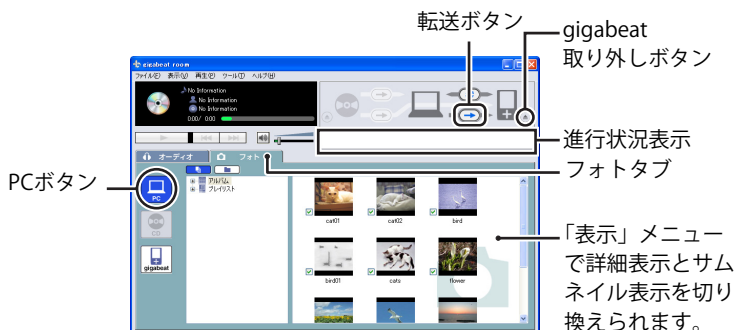 転送ボタン
gigabeat
取り外しボタン
gigabeat room
ファイル(F) 表示(V) 再生(P) ツール(T) ヘルプ(H)
No Information
No Information
No Information
0:00/ 0:00
進行状況表示
オーディオ フォト
フォトタブ
PCボタン
PC
アルバム
プレイリスト
CD
gigabeat
cat01 cat02 bird
bird01 cats flower
「表示」メニュー
で詳細表示とサム
ネイル表示を切り
換えられます。